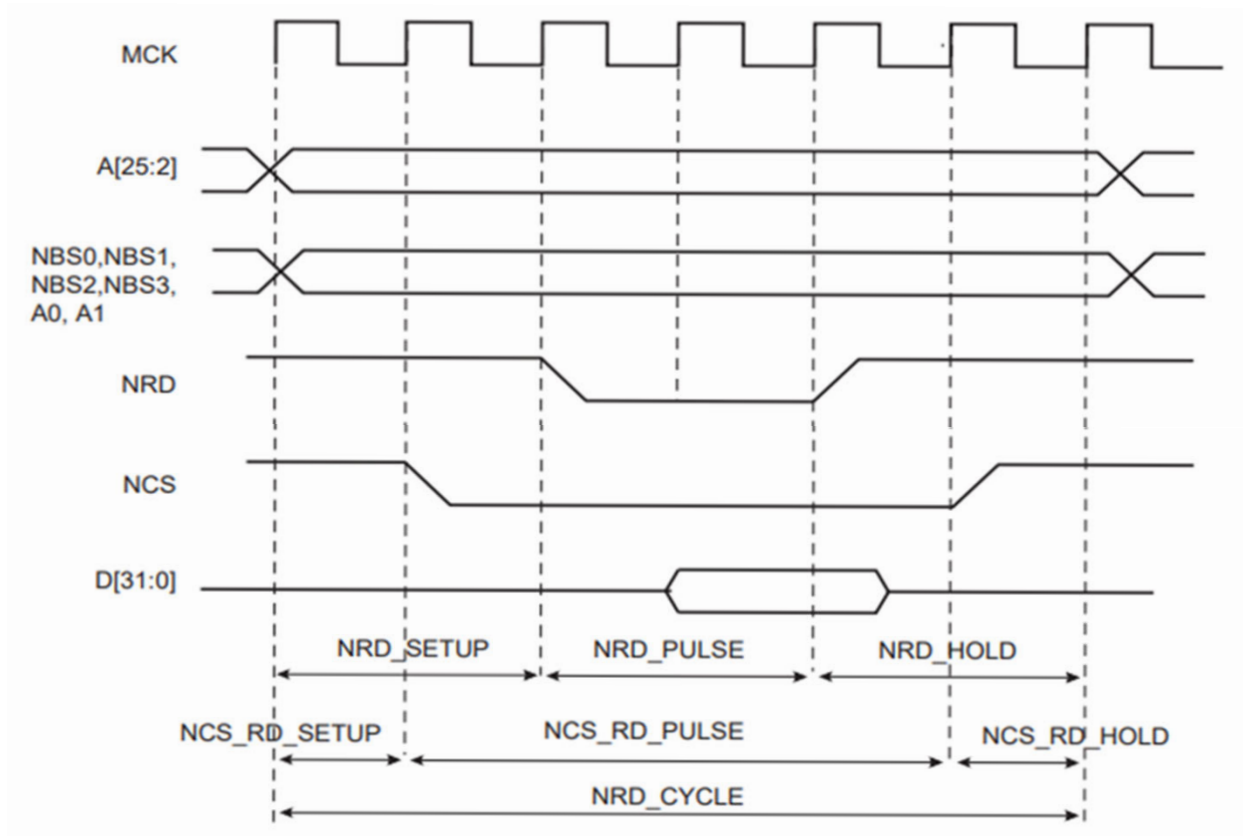 MCK
A[25:2]
NBS0,NBS1,
NBS2,NBS3,
A0, A1
NRD
NCS
D[31:0]
NRD_SETUP NRD_PULSE NRD_HOLD
NCS_RD_SETUP NCS_RD_PULSE NCS_RD_HOLD
NRD_CYCLE